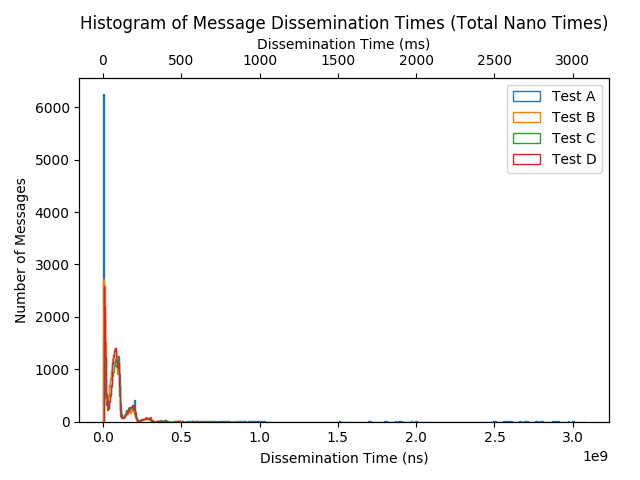 Histogram of Message Dissemination Times (Total Nano Times)
Dissemination Time (ms)
0 500 1000 1500 2000 2500 3000
Test A
Test B
Test C
Test D
6000
5000
4000
3000
2000
1000
0
Number of Messages
0.0 0.5 1.0 1.5 2.0 2.5 3.0
1e9
Dissemination Time (ns)